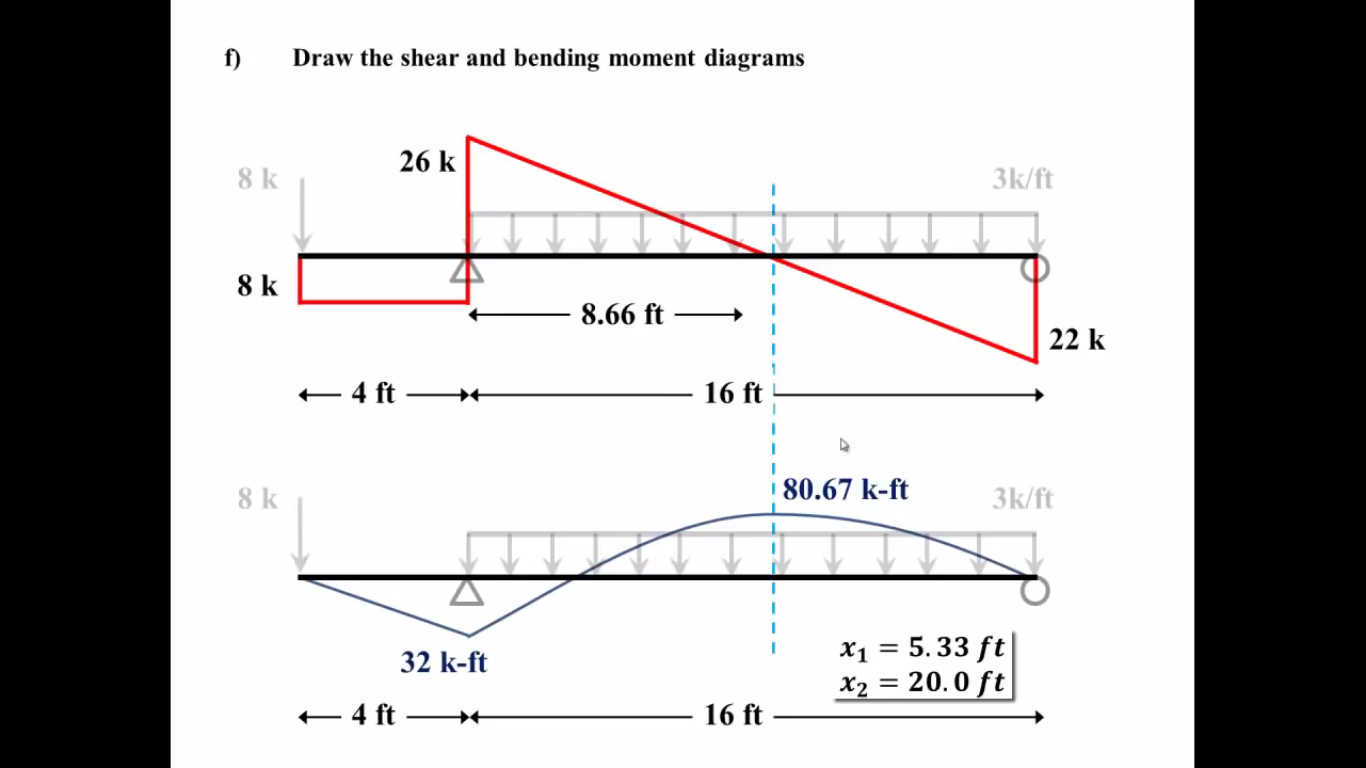 f) Draw the shear and bending moment diagrams
26 k
8 k
3k/ft
8 k
8.66 ft
22 k
4 ft
16 ft
8 k
80.67 k-ft
3k/ft
32 k-ft
x₁ = 5.33 ft
x₂ = 20.0 ft
4 ft
16 ft